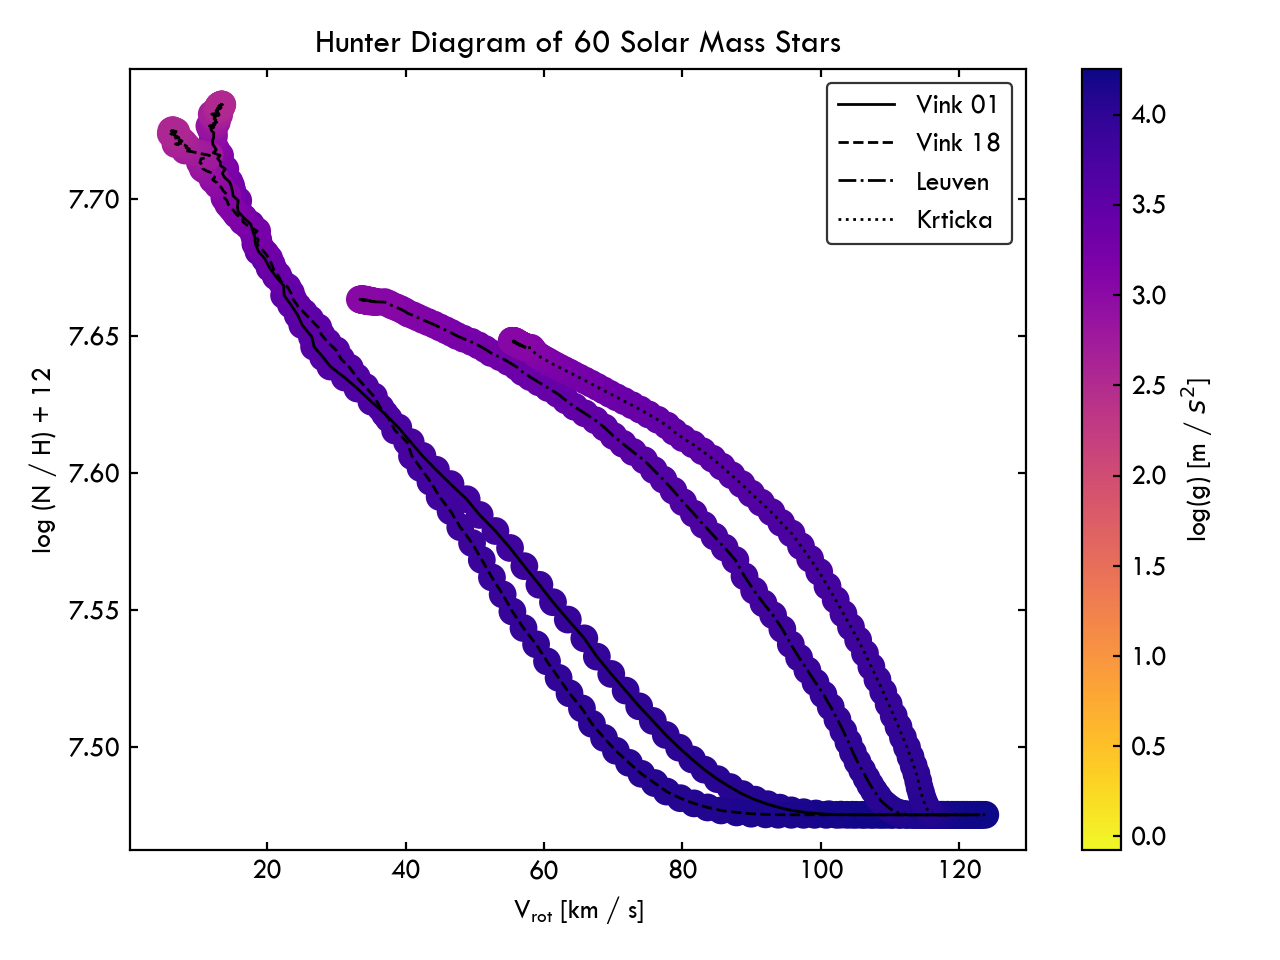 Hunter Diagram of 60 Solar Mass Stars
Vink 01
Vink 18
Leuven
Krticka
7.70
7.65
7.60
7.55
7.50
log (N / H) + 12
20
40
60
80
100
120
V_rot [km / s]
4.0
3.5
3.0
2.5
2.0
1.5
1.0
0.5
0.0
log(g) [m / s²]